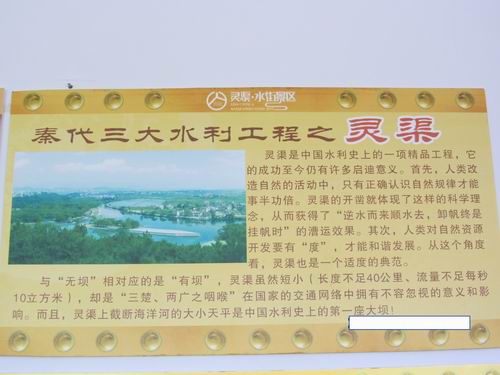 灵渠·水街景区
秦代三大水利工程之灵渠
灵渠是中国水利史上的一项精品工程，它
的成功至今仍有许多启迪意义。首先，人类改
造自然的活动中，只有正确认识自然规律才能
事半功倍。灵渠的开凿就体现了这样的科学理
念，从而获得了“逆水而来顺水去，卸帆终是
挂帆时”的漕运效果。其次，人类对自然资源
开发要有“度”，才能和谐发展。从这个角度
看，灵渠也是一个适度的典范。
与“无坝”相对应的是“有坝”，灵渠虽然短小（长度不足40公里、流量不足每秒
10立方米），却是“三楚、两广之咽喉”在国家的交通网络中拥有不容忽视的意义和影
响。而且，灵渠上截断海洋河的大小天平是中国水利史上的第一座大坝！